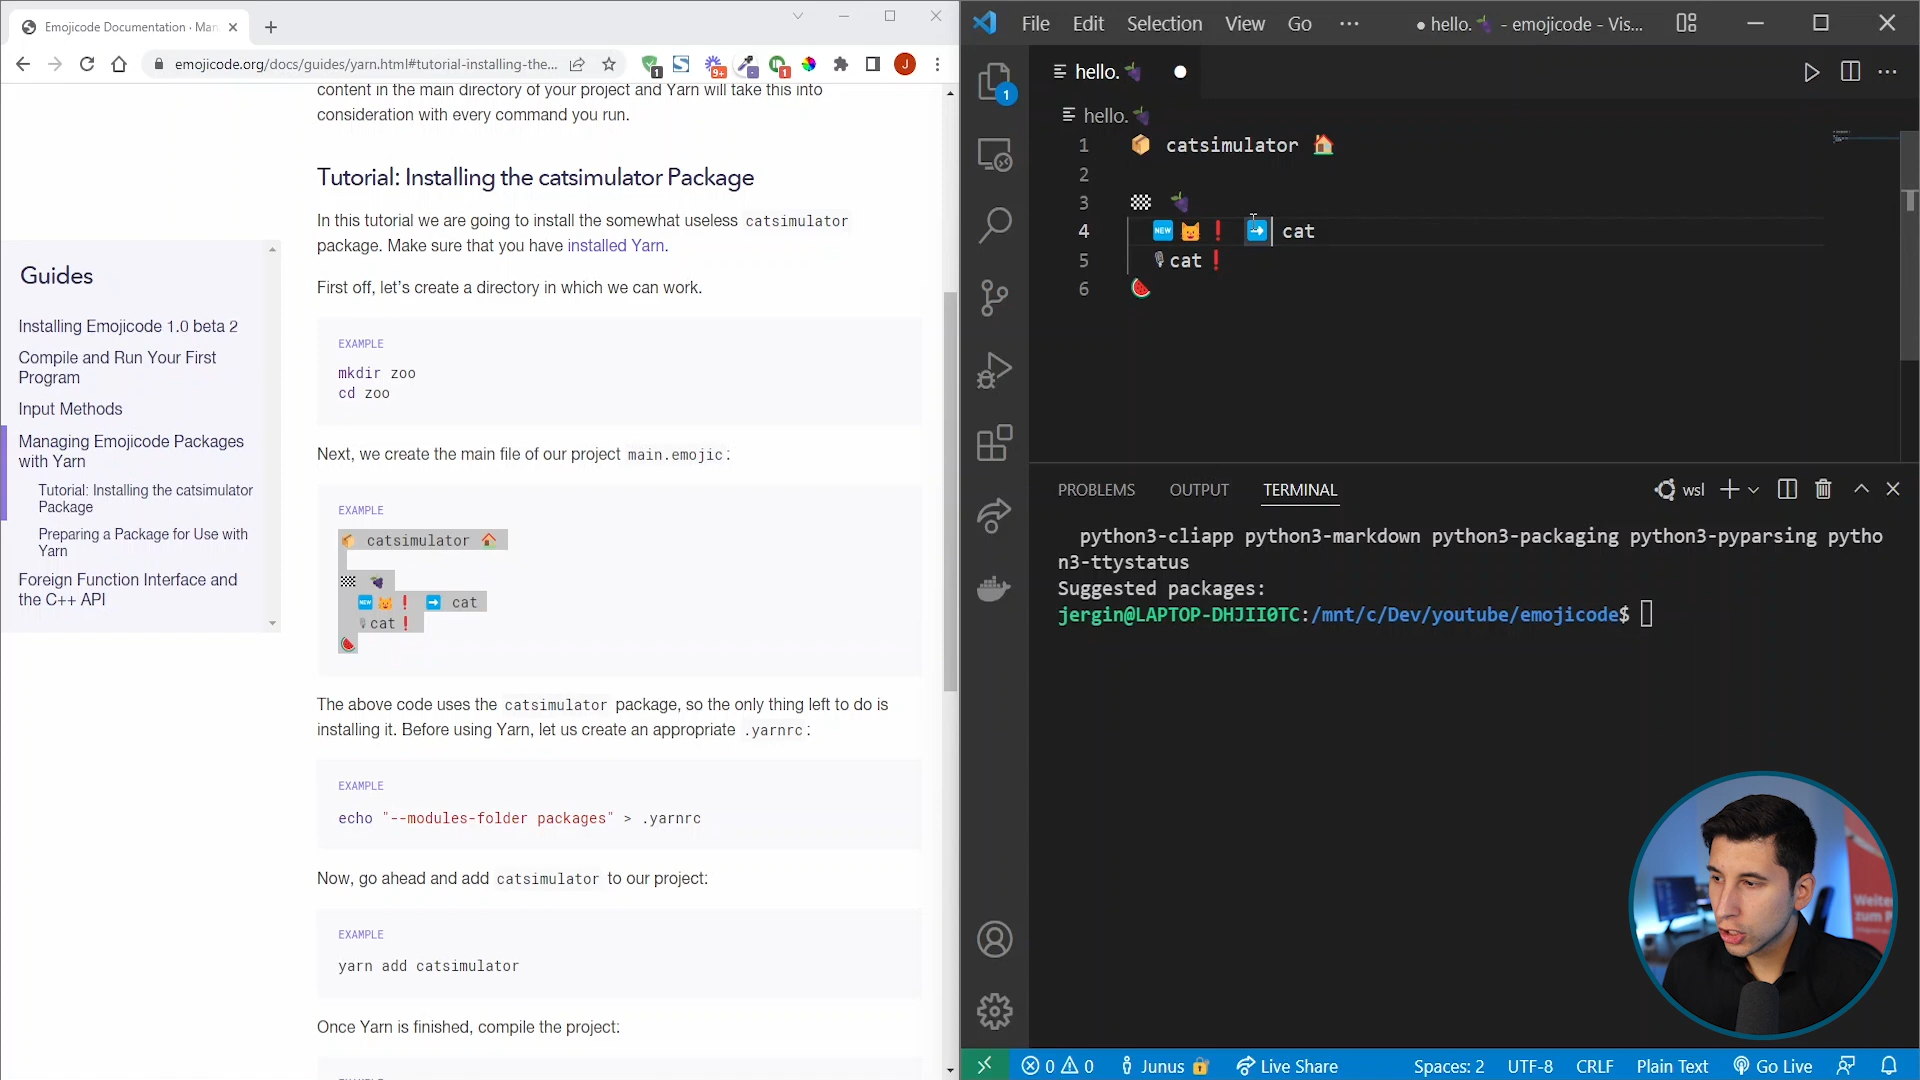 Emojicode Documentation · Man
emojicode.org/docs/guides/yarn.html#tutorial-installing-the...
1
9+
1
J
content in the main directory of your project and Yarn will take this into
consideration with every command you run.
Tutorial: Installing the catsimulator Package
In this tutorial we are going to install the somewhat useless catsimulator
package. Make sure that you have installed Yarn.
First off, let's create a directory in which we can work.
EXAMPLE
mkdir zoo
cd zoo
Next, we create the main file of our project main.emojic:
EXAMPLE
📦 catsimulator 🏠
🏁 🍇
🆕🐱❗ ➡️ cat
🎙cat❗
🍉
The above code uses the catsimulator package, so the only thing left to do is
installing it. Before using Yarn, let us create an appropriate .yarnrc:
EXAMPLE
echo "--modules-folder packages" > .yarnrc
Now, go ahead and add catsimulator to our project:
EXAMPLE
yarn add catsimulator
Once Yarn is finished, compile the project:
Guides
Installing Emojicode 1.0 beta 2
Compile and Run Your First
Program
Input Methods
Managing Emojicode Packages
with Yarn
Tutorial: Installing the catsimulator
Package
Preparing a Package for Use with
Yarn
Foreign Function Interface and
the C++ API
File Edit Selection View Go ··· ● hello.🍇 - emojicode - Vis...
hello.🍇 ●
1
hello.🍇
1 📦 catsimulator 🏠
2
3 🏁 🍇
4 🆕🐱❗ ➡️ cat
5 🎙cat❗
6 🍉
PROBLEMS OUTPUT TERMINAL wsl
python3-cliapp python3-markdown python3-packaging python3-pyparsing pytho
n3-ttystatus
Suggested packages:
jergin@LAPTOP-DHJII0TC:/mnt/c/Dev/youtube/emojicode$
Weiter
zum P
0 0 Junus 🔒 Live Share Spaces: 2 UTF-8 CRLF Plain Text Go Live